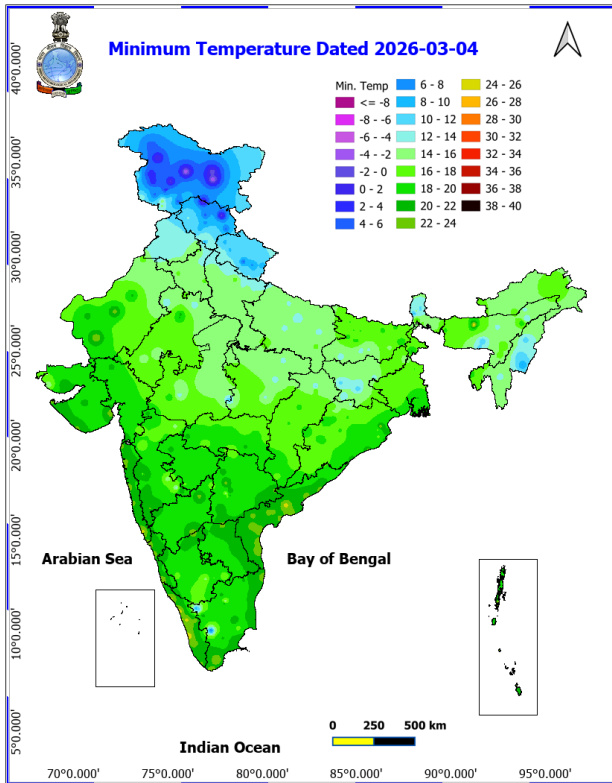 Minimum Temperature Dated 2026-03-04
Min. Temp
<= -8
-8 - -6
-6 - -4
-4 - -2
-2 - 0
0 - 2
2 - 4
4 - 6
6 - 8
8 - 10
10 - 12
12 - 14
14 - 16
16 - 18
18 - 20
20 - 22
22 - 24
24 - 26
26 - 28
28 - 30
30 - 32
32 - 34
34 - 36
36 - 38
38 - 40
40°0.000'
35°0.000'
30°0.000'
25°0.000'
20°0.000'
15°0.000'
10°0.000'
5°0.000'
Arabian Sea
Bay of Bengal
0 250 500 km
Indian Ocean
70°0.000' 75°0.000' 80°0.000' 85°0.000' 90°0.000' 95°0.000'